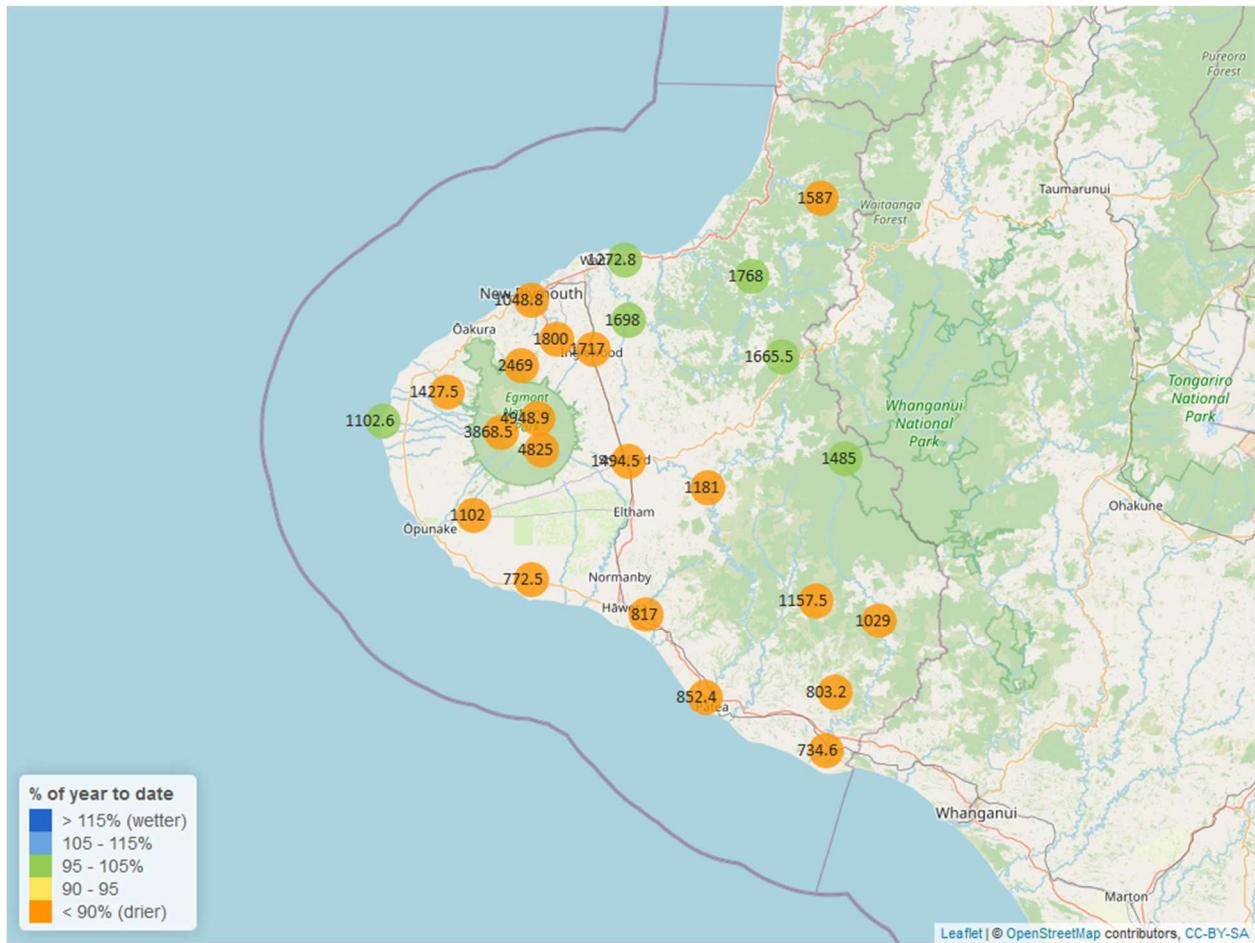 Pureora
Forest
Taumarunui
1587
Waitaanga
Forest
1272.8
1768
New Plymouth
1048.8
1698
Ōakura
1800
1717
1665.5
2469
1427.5
Tongariro
National
Park
Egmont
Whanganui
National
Park
1102.6
4948.9
3868.5
4825
1485
1494.5
1181
Ohakune
1102
Eltham
Ōpunake
772.5
Normanby
1157.5
817
1029
852.4
Patea
803.2
734.6
Whanganui
Marton
% of year to date
> 115% (wetter)
105 - 115%
95 - 105%
90 - 95
< 90% (drier)
Leaflet | © OpenStreetMap contributors, CC-BY-SA